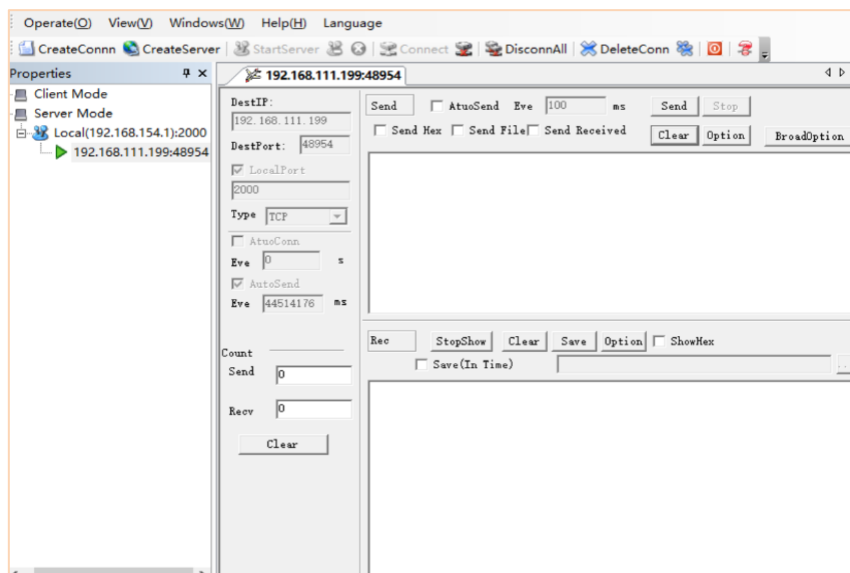 Operate(O) View(V) Windows(W) Help(H) Language
CreateConnn CreateServer StartServer Connect DisconnAll DeleteConn
Properties
Client Mode
Server Mode
Local(192.168.154.1):2000
192.168.111.199:48954
192.168.111.199:48954
DestIP:
192.168.111.199
DestPort: 48954
LocalPort
2000
Type TCP
AtuoConn
Eve 0 s
AutoSend
Eve 44514176 ms
Count
Send 0
Recv 0
Clear
Send AtuoSend Eve 100 ms Send Stop
Send Hex Send File Send Received Clear Option BroadOption
Rec StopShow Clear Save Option ShowHex
Save(In Time) ..